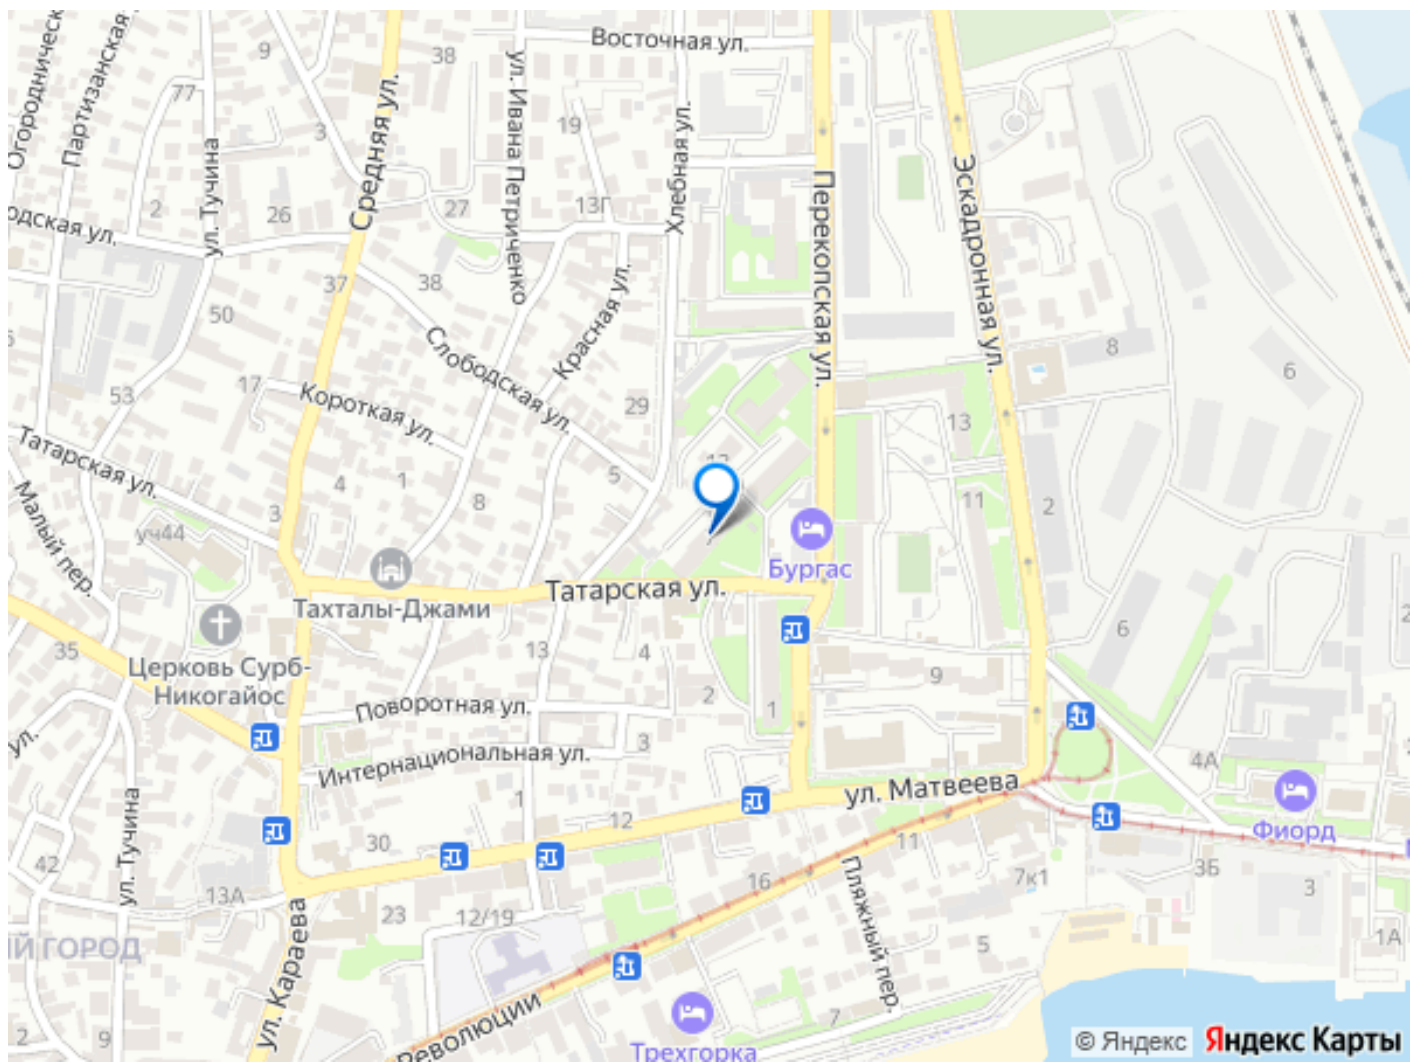 Восточная ул.
9
38
77
3
19
Огородническ
Партизанская
ул. Тучина
Средняя ул.
ул. Ивана Петриченко
Хлебная ул.
Перекопская ул.
Эскадронная ул.
2
26
27
13Г
одская ул.
37
38
50
Красная ул.
Слободская ул.
8
6
17
Короткая ул.
53
29
13
Татарская ул.
Малый пер.
4
1
8
5
3
11
2
уч44
Бургас
Татарская ул.
Тахталы-Джами
35
Церковь Сурб-
Никогайос
13
4
2
1
9
6
Поворотная ул.
3
Интернациональная ул.
ул.
1
ул. Матвеева
4А
Фиорд
ул. Тучина
12
30
11
42
13А
16
7к1
3Б
3
23
12/19
Пляжный пер.
5
1А
Й ГОРОД
ул. Караева
2
9
Революции
7
Трехгорка
© Яндекс Яндекс Карты